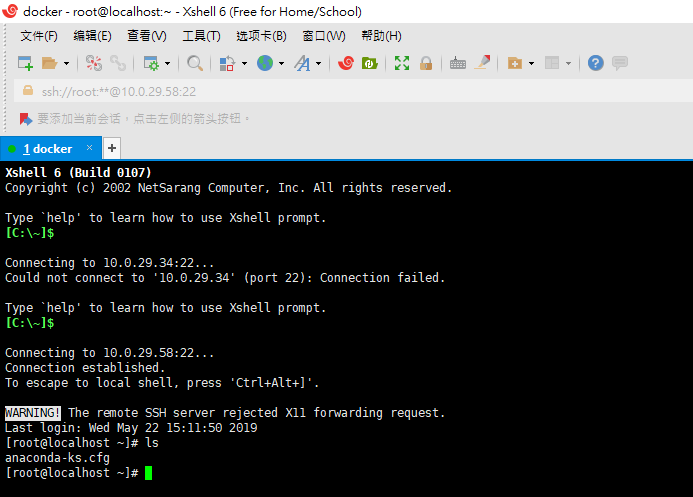 docker - root@localhost:~ - Xshell 6 (Free for Home/School)
文件(F) 编辑(E) 查看(V) 工具(T) 选项卡(B) 窗口(W) 帮助(H)
ssh://root:**@10.0.29.58:22
要添加当前会话，点击左侧的箭头按钮。
1 docker × +
Xshell 6 (Build 0107)
Copyright (c) 2002 NetSarang Computer, Inc. All rights reserved.
Type `help' to learn how to use Xshell prompt.
[C:\~]$
Connecting to 10.0.29.34:22...
Could not connect to '10.0.29.34' (port 22): Connection failed.
Type `help' to learn how to use Xshell prompt.
[C:\~]$
Connecting to 10.0.29.58:22...
Connection established.
To escape to local shell, press 'Ctrl+Alt+]'.
WARNING! The remote SSH server rejected X11 forwarding request.
Last login: Wed May 22 15:11:50 2019
[root@localhost ~]# ls
anaconda-ks.cfg
[root@localhost ~]#